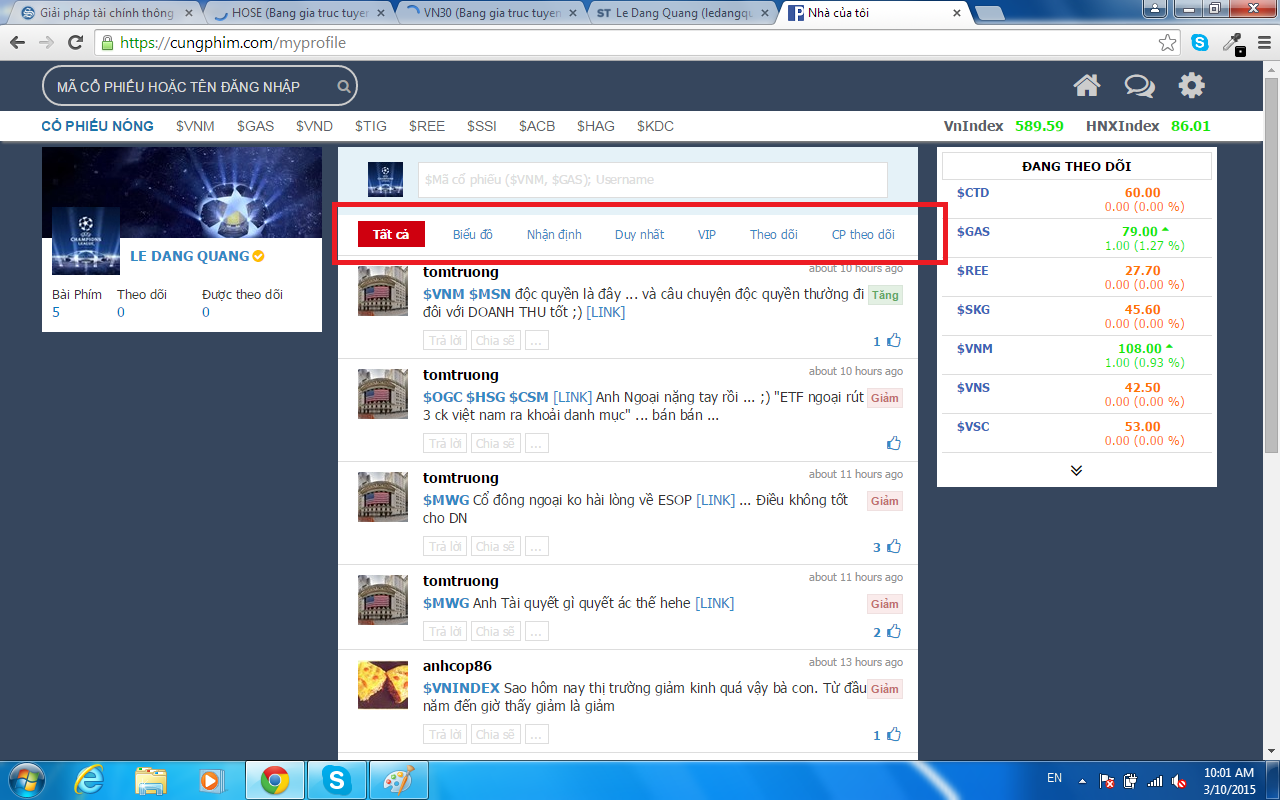 Giải pháp tài chính thông
HOSE (Bang gia truc tuyen
VN30 (Bang gia truc tuyen
ST Le Dang Quang (ledangqu
Nhà của tôi
https://cungphim.com/myprofile
MÃ CỔ PHIẾU HOẶC TÊN ĐĂNG NHẬP
CỔ PHIẾU NÓNG $VNM $GAS $VND $TIG $REE $SSI $ACB $HAG $KDC
VnIndex 589.59 HNXIndex 86.01
CHAMPIONS
LEAGUE
LE DANG QUANG
Bài Phím Theo dõi Được theo dõi
5 0 0
$Mã cổ phiếu ($VNM, $GAS); Username
Tất cả Biểu đồ Nhận định Duy nhất VIP Theo dõi CP theo dõi
tomtruong about 10 hours ago
$VNM $MSN độc quyền là đây ... và câu chuyện độc quyền thường đi Tăng
đôi với DOANH THU tốt ;) [LINK]
Trả lời Chia sẽ ... 1
tomtruong about 10 hours ago
$OGC $HSG $CSM [LINK] Anh Ngoại nặng tay rồi ... ;) "ETF ngoại rút Giảm
3 ck việt nam ra khoải danh mục" ... bán bán ...
Trả lời Chia sẽ ...
tomtruong about 11 hours ago
$MWG Cổ đông ngoại ko hài lòng về ESOP [LINK] ... Điều không tốt Giảm
cho DN
Trả lời Chia sẽ ... 3
tomtruong about 11 hours ago
$MWG Anh Tài quyết gì quyết ác thế hehe [LINK] Giảm
Trả lời Chia sẽ ... 2
anhcop86 about 13 hours ago
$VNINDEX Sao hôm nay thị trường giảm kinh quá vậy bà con. Từ đầu Giảm
năm đến giờ thấy giảm là giảm
Trả lời Chia sẽ ... 1
ĐANG THEO DÕI
$CTD 60.00
0.00 (0.00 %)
$GAS 79.00
1.00 (1.27 %)
$REE 27.70
0.00 (0.00 %)
$SKG 45.60
0.00 (0.00 %)
$VNM 108.00
1.00 (0.93 %)
$VNS 42.50
0.00 (0.00 %)
$VSC 53.00
0.00 (0.00 %)
EN
10:01 AM
3/10/2015